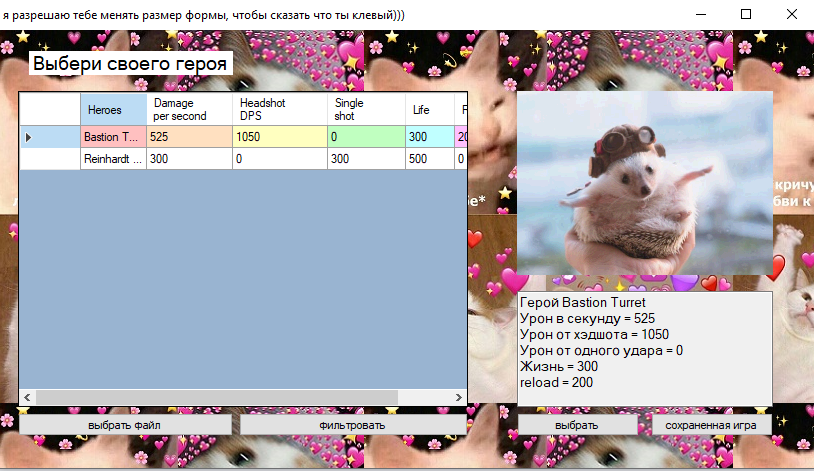 я разрешаю тебе менять размер формы, чтобы сказать что ты клевый)))
Выбери своего героя
Heroes Damage per second Headshot DPS Single shot Life F
Bastion T... 525 1050 0 300 20
Reinhardt ... 300 0 300 500 0
бе*
кричу
бви к
Герой Bastion Turret
Урон в секунду = 525
Урон от хэдшота = 1050
Урон от одного удара = 0
Жизнь = 300
reload = 200
выбрать файл
фильтровать
выбрать
сохраненная игра